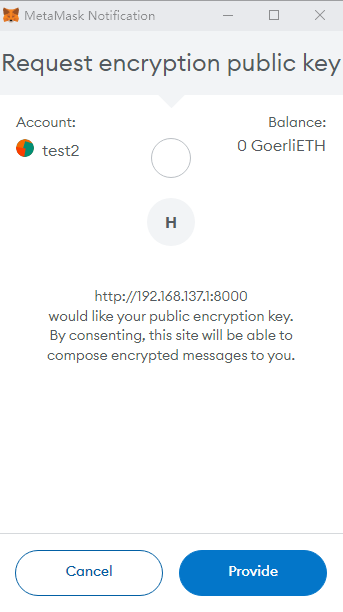 MetaMask Notification
Request encryption public key
Account:
Balance:
test2
0 GoerliETH
H
http://192.168.137.1:8000
would like your public encryption key.
By consenting, this site will be able to
compose encrypted messages to you.
Cancel
Provide